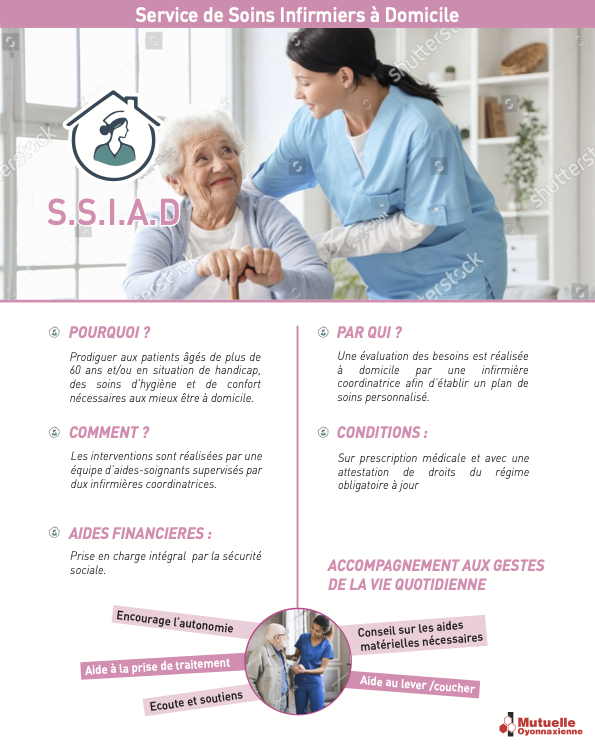 Service de Soins Infirmiers à Domicile
shutterstock
shutterstock
shutterstock
shutterstock
shutterstock
S.S.I.A.D
POURQUOI ?
Prodiguer aux patients âgés de plus de
60 ans et/ou en situation de handicap,
des soins d'hygiène et de confort
nécessaires aux mieux être à domicile.
COMMENT ?
Les interventions sont réalisées par une
équipe d'aides-soignants supervisés par
dux infirmières coordinatrices.
AIDES FINANCIERES :
Prise en charge intégral par la sécurité
sociale.
PAR QUI ?
Une évaluation des besoins est réalisée
à domicile par une infirmière
coordinatrice afin d'établir un plan de
soins personnalisé.
CONDITIONS :
Sur prescription médicale et avec une
attestation de droits du régime
obligatoire à jour
ACCOMPAGNEMENT AUX GESTES
DE LA VIE QUOTIDIENNE
Encourage l'autonomie
Aide à la prise de traitement
Ecoute et soutiens
Conseil sur les aides
matérielles nécessaires
Aide au lever /coucher
Mutuelle
Oyonnaxienne